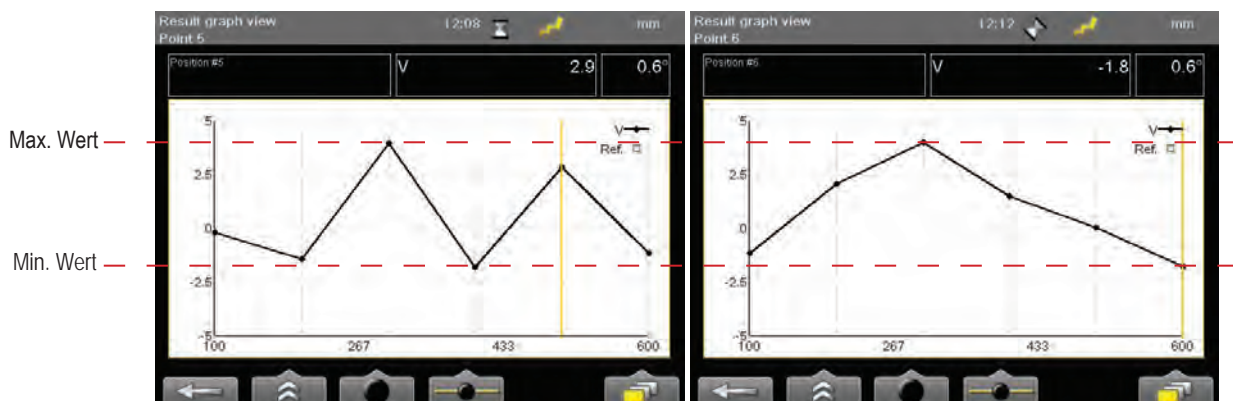 Result graph view
12:08
mm
Point 5
Position #5
V
2.9
0.6°
5
V
Ref.
2.5
0
-2.5
-5
100
267
433
600
Result graph view
12:12
mm
Point 6
Position #6
V
-1.8
0.6°
5
V
Ref.
2.5
0
-2.5
-5
100
267
433
600
Max. Wert
Min. Wert